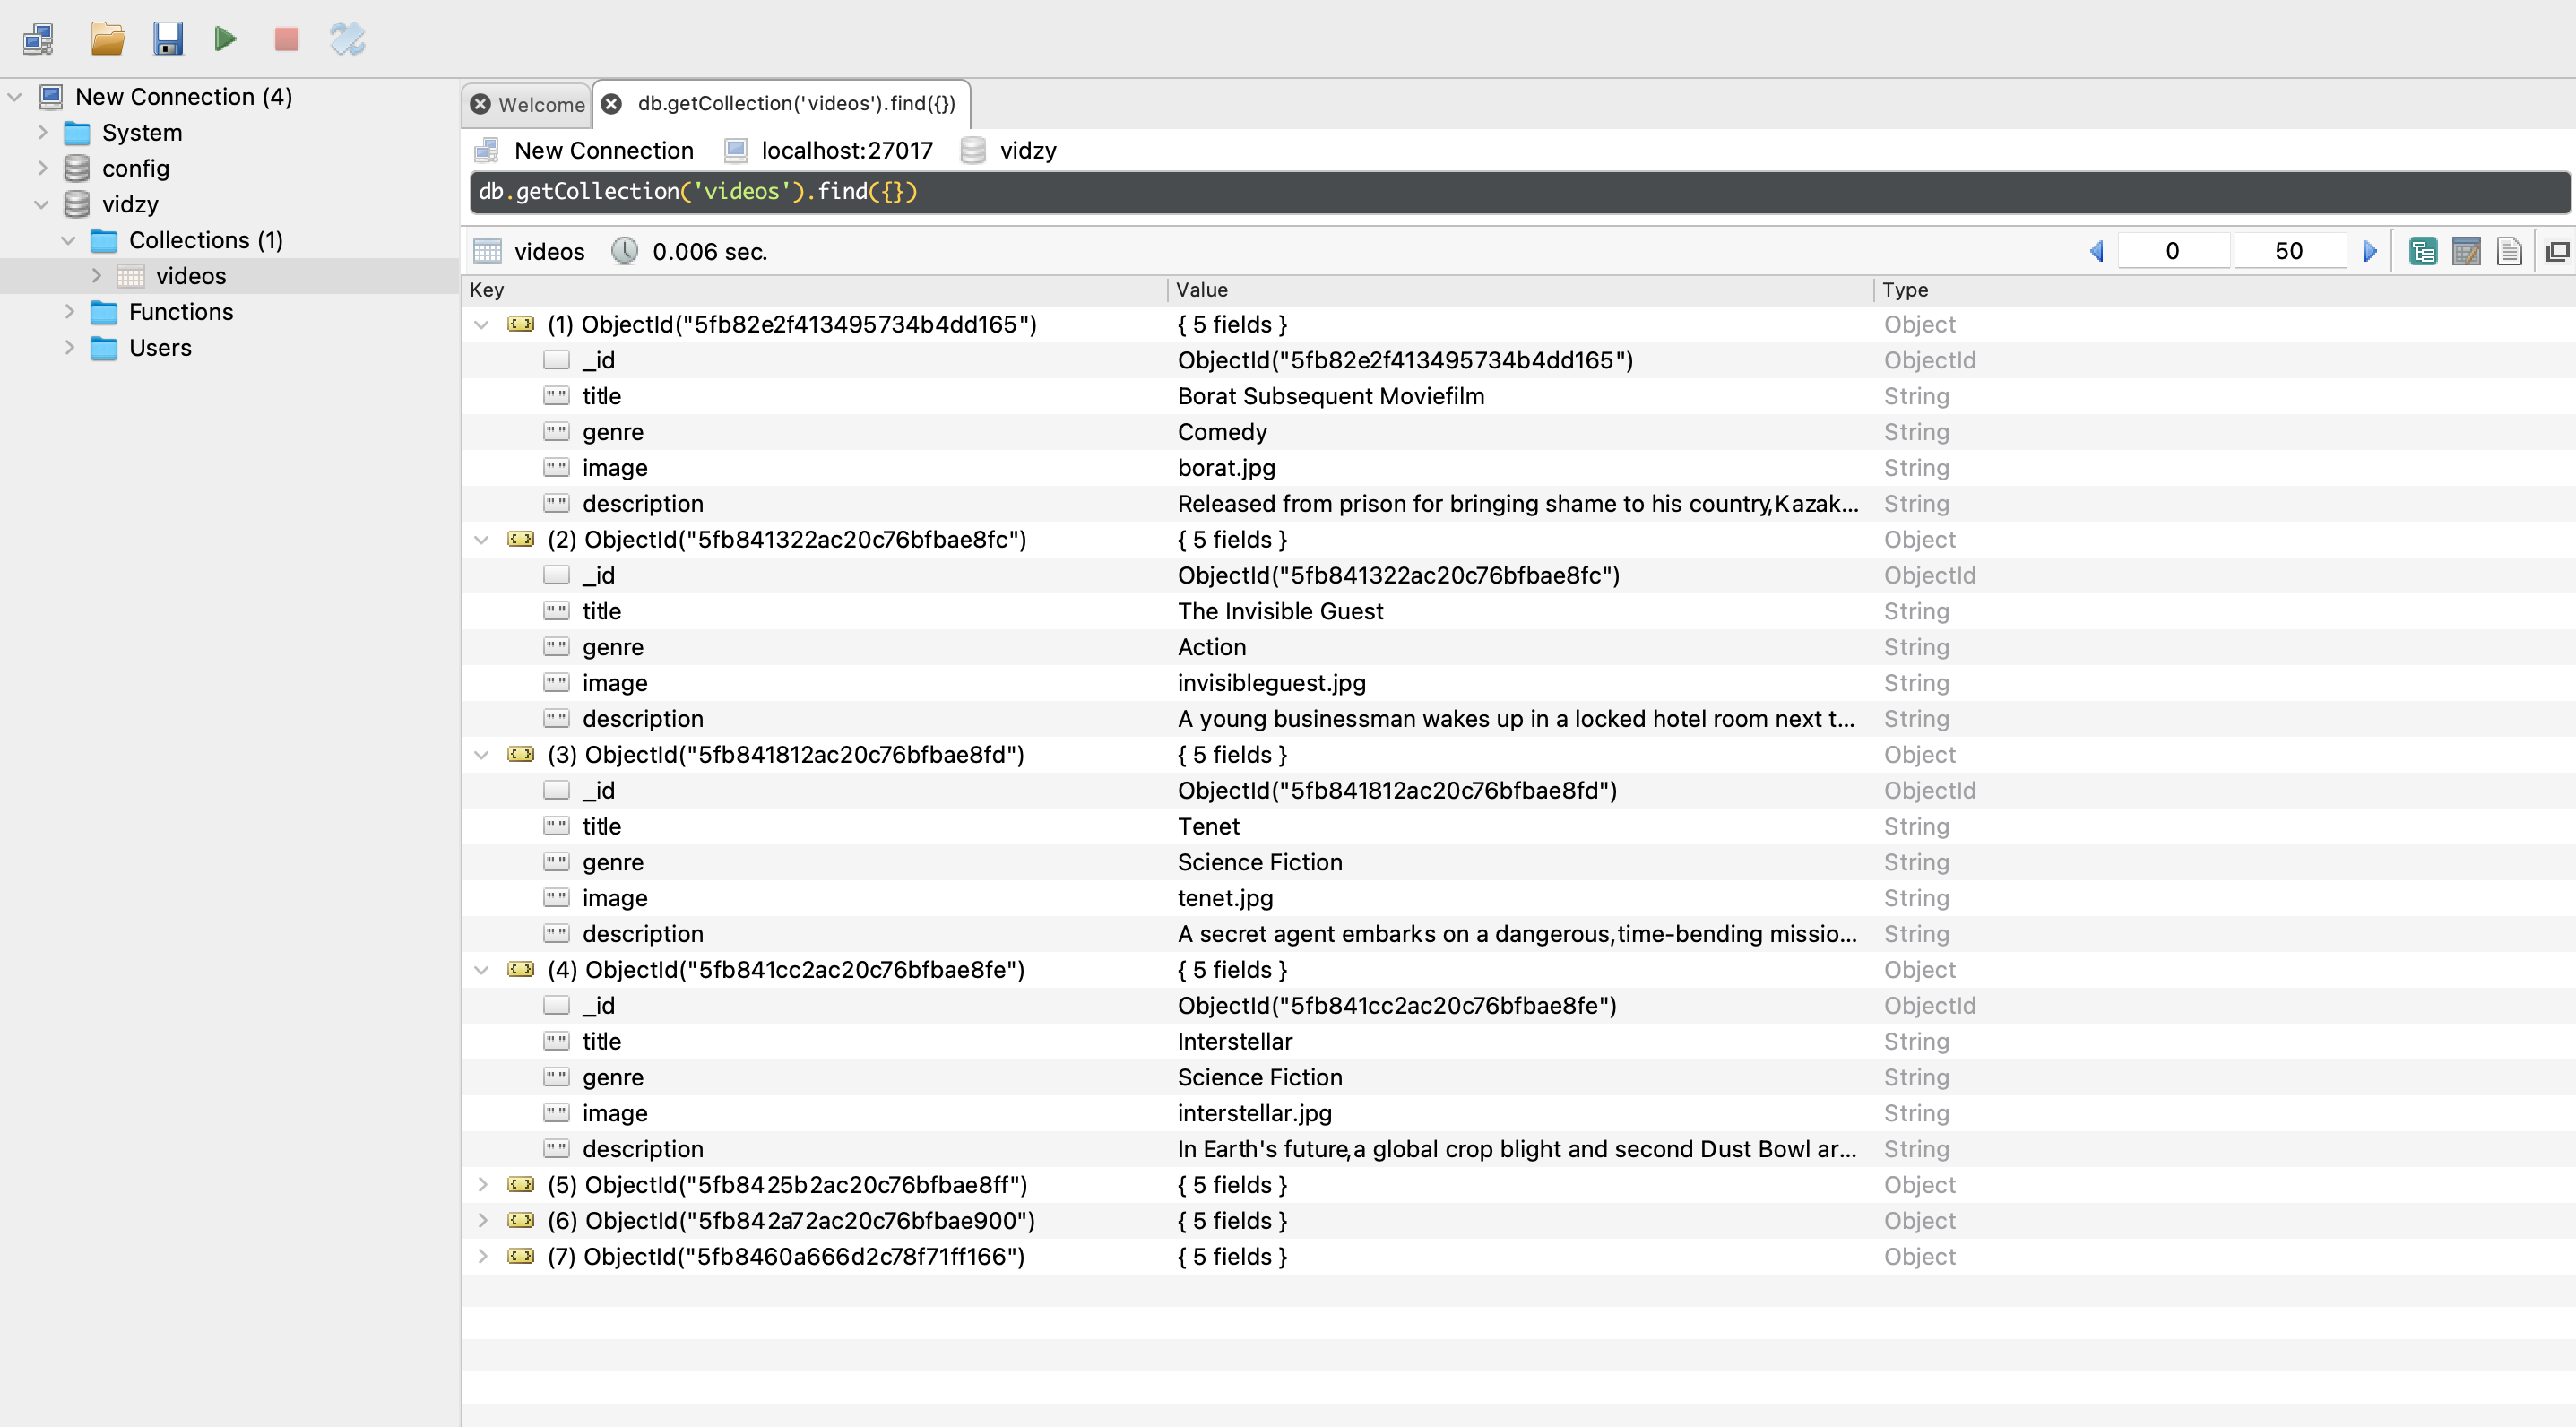 New Connection (4)
System
config
vidzy
Collections (1)
videos
Functions
Users
Welcome
db.getCollection('videos').find({})
New Connection localhost:27017 vidzy
db.getCollection('videos').find({})
videos 0.006 sec. 0 50
Key Value Type
(1) ObjectId("5fb82e2f413495734b4dd165") { 5 fields } Object
_id ObjectId("5fb82e2f413495734b4dd165") ObjectId
title Borat Subsequent Moviefilm String
genre Comedy String
image borat.jpg String
description Released from prison for bringing shame to his country,Kazak... String
(2) ObjectId("5fb841322ac20c76bfbae8fc") { 5 fields } Object
_id ObjectId("5fb841322ac20c76bfbae8fc") ObjectId
title The Invisible Guest String
genre Action String
image invisibleguest.jpg String
description A young businessman wakes up in a locked hotel room next t... String
(3) ObjectId("5fb841812ac20c76bfbae8fd") { 5 fields } Object
_id ObjectId("5fb841812ac20c76bfbae8fd") ObjectId
title Tenet String
genre Science Fiction String
image tenet.jpg String
description A secret agent embarks on a dangerous,time-bending missio... String
(4) ObjectId("5fb841cc2ac20c76bfbae8fe") { 5 fields } Object
_id ObjectId("5fb841cc2ac20c76bfbae8fe") ObjectId
title Interstellar String
genre Science Fiction String
image interstellar.jpg String
description In Earth's future,a global crop blight and second Dust Bowl ar... String
(5) ObjectId("5fb8425b2ac20c76bfbae8ff") { 5 fields } Object
(6) ObjectId("5fb842a72ac20c76bfbae900") { 5 fields } Object
(7) ObjectId("5fb8460a666d2c78f71ff166") { 5 fields } Object